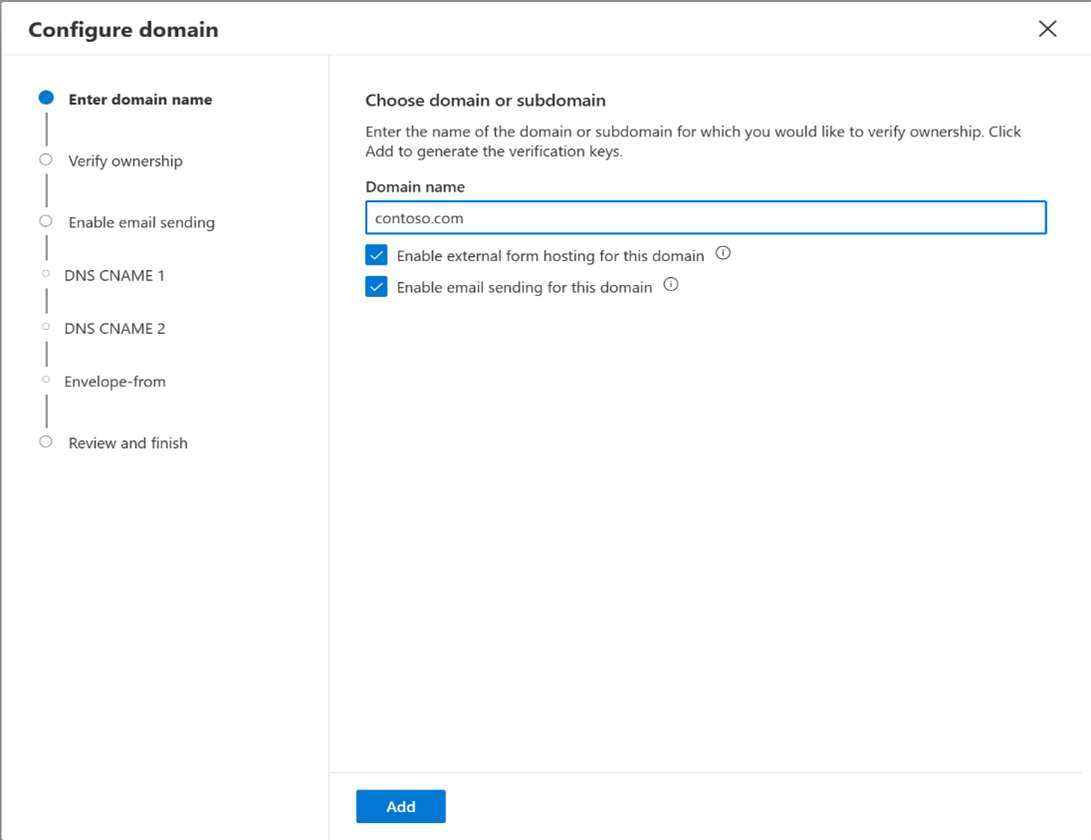 Configure domain
Enter domain name
Verify ownership
Enable email sending
DNS CNAME 1
DNS CNAME 2
Envelope-from
Review and finish
Choose domain or subdomain
Enter the name of the domain or subdomain for which you would like to verify ownership. Click
Add to generate the verification keys.
Domain name
contoso.com
Enable external form hosting for this domain
Enable email sending for this domain
Add